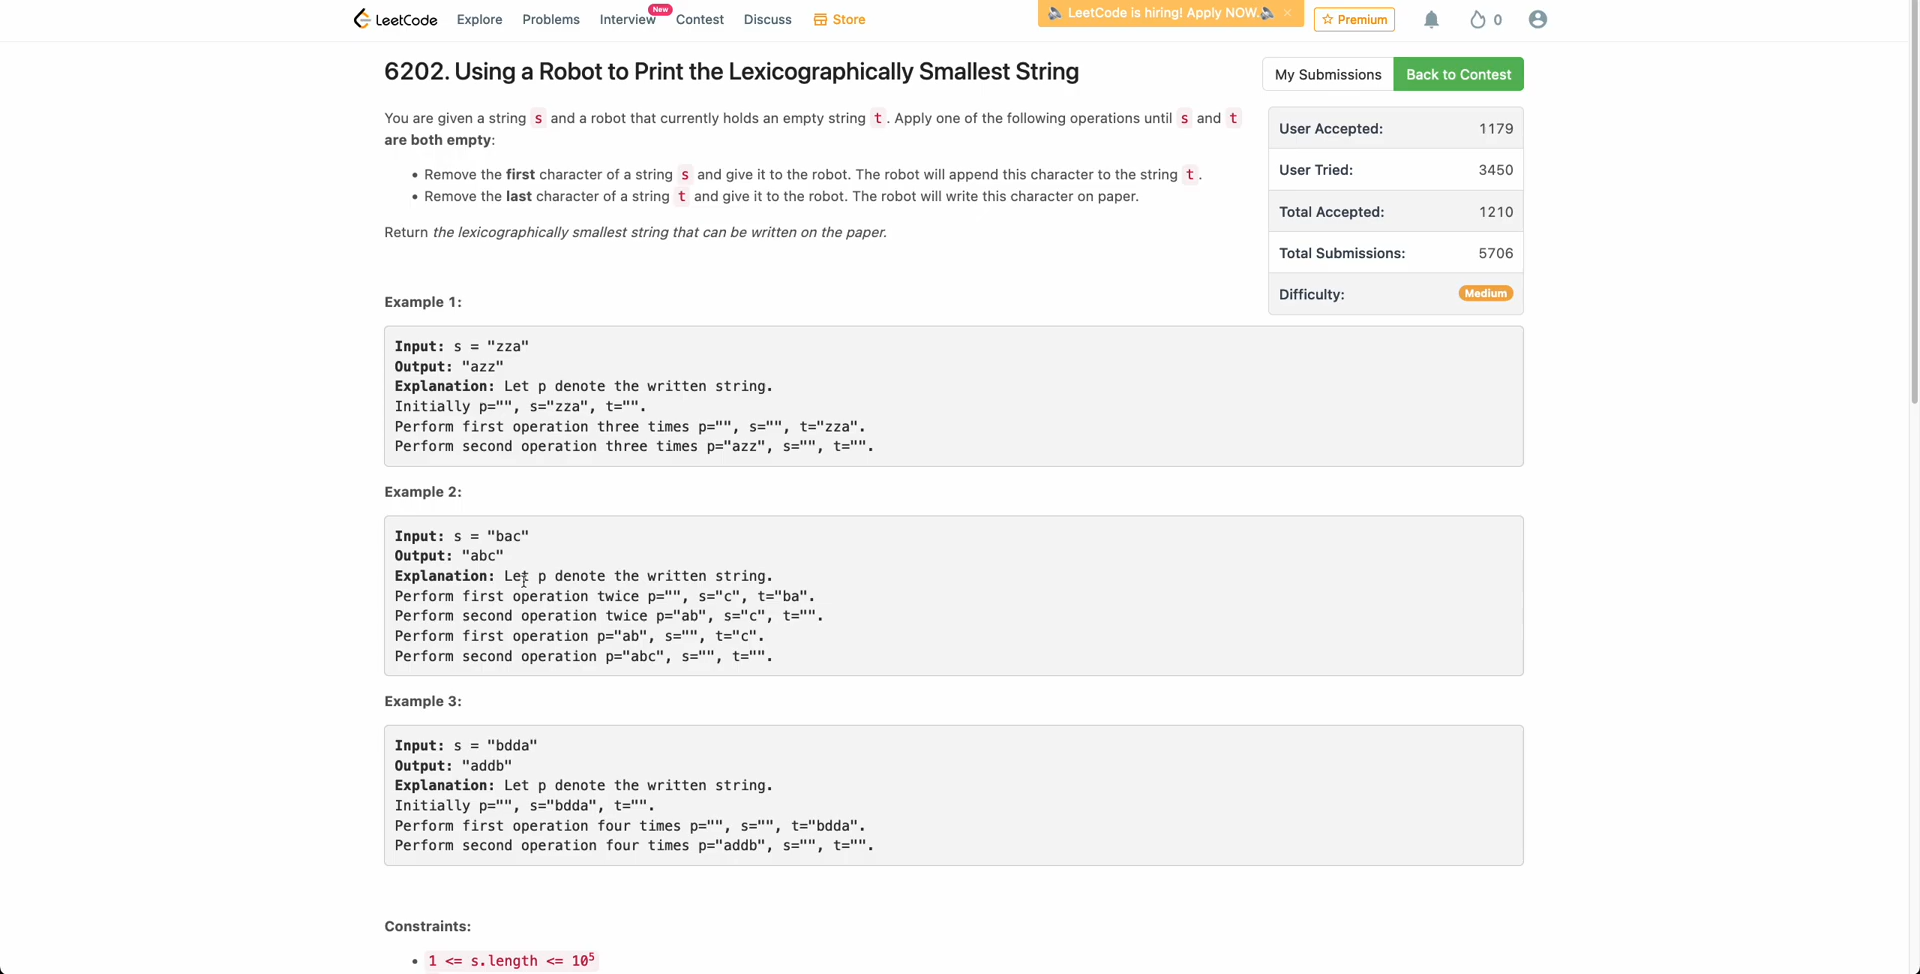 LeetCode Explore Problems Interview New Contest Discuss Store LeetCode is hiring! Apply NOW. × Premium 0
6202. Using a Robot to Print the Lexicographically Smallest String
My Submissions Back to Contest
You are given a string s and a robot that currently holds an empty string t . Apply one of the following operations until s and t
are both empty:
• Remove the first character of a string s and give it to the robot. The robot will append this character to the string t .
• Remove the last character of a string t and give it to the robot. The robot will write this character on paper.
Return the lexicographically smallest string that can be written on the paper.
User Accepted: 1179
User Tried: 3450
Total Accepted: 1210
Total Submissions: 5706
Difficulty: Medium
Example 1:
Input: s = "zza"
Output: "azz"
Explanation: Let p denote the written string.
Initially p="", s="zza", t="".
Perform first operation three times p="", s="", t="zza".
Perform second operation three times p="azz", s="", t="".
Example 2:
Input: s = "bac"
Output: "abc"
Explanation: Let p denote the written string.
Perform first operation twice p="", s="c", t="ba".
Perform second operation twice p="ab", s="c", t="".
Perform first operation p="ab", s="", t="c".
Perform second operation p="abc", s="", t="".
Example 3:
Input: s = "bdda"
Output: "addb"
Explanation: Let p denote the written string.
Initially p="", s="bdda", t="".
Perform first operation four times p="", s="", t="bdda".
Perform second operation four times p="addb", s="", t="".
Constraints:
• 1 <= s.length <= 10⁵